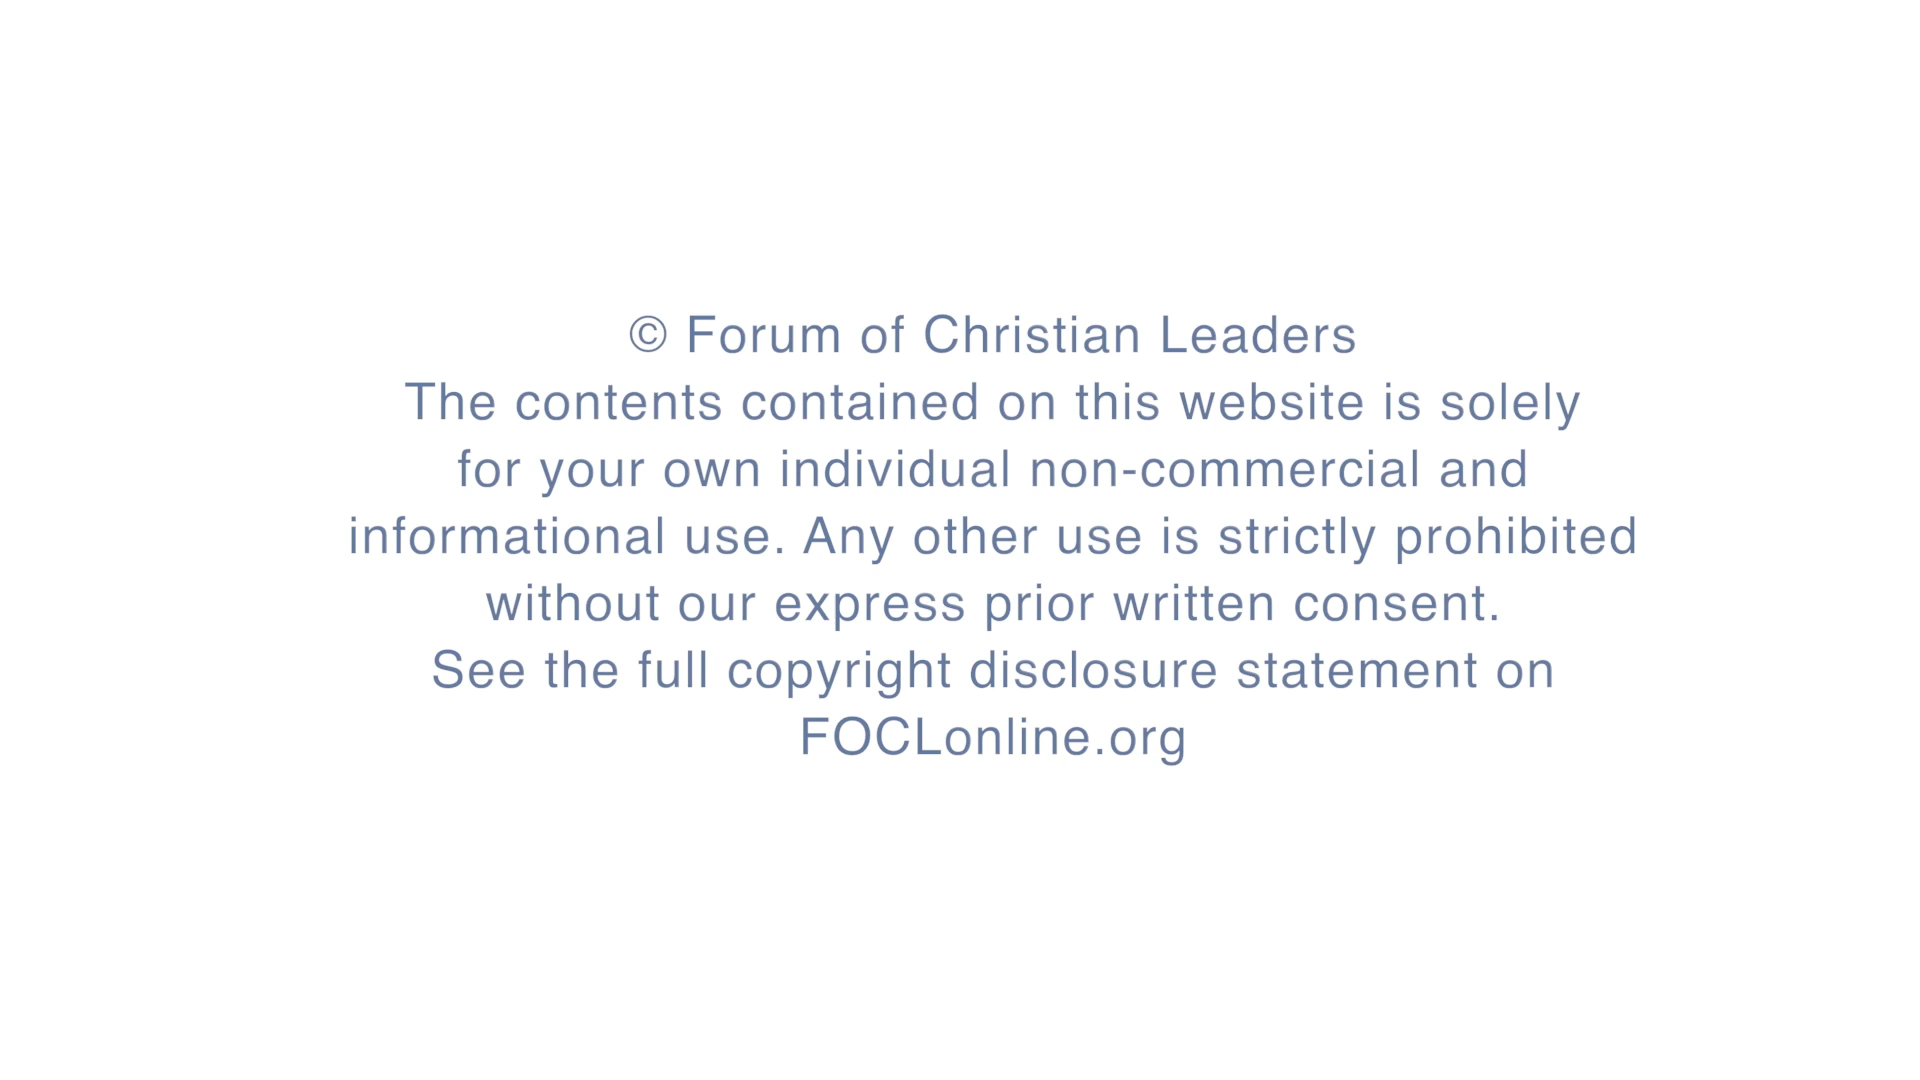 © Forum of Christian Leaders
The contents contained on this website is solely
for your own individual non-commercial and
informational use. Any other use is strictly prohibited
without our express prior written consent.
See the full copyright disclosure statement on
FOCLonline.org